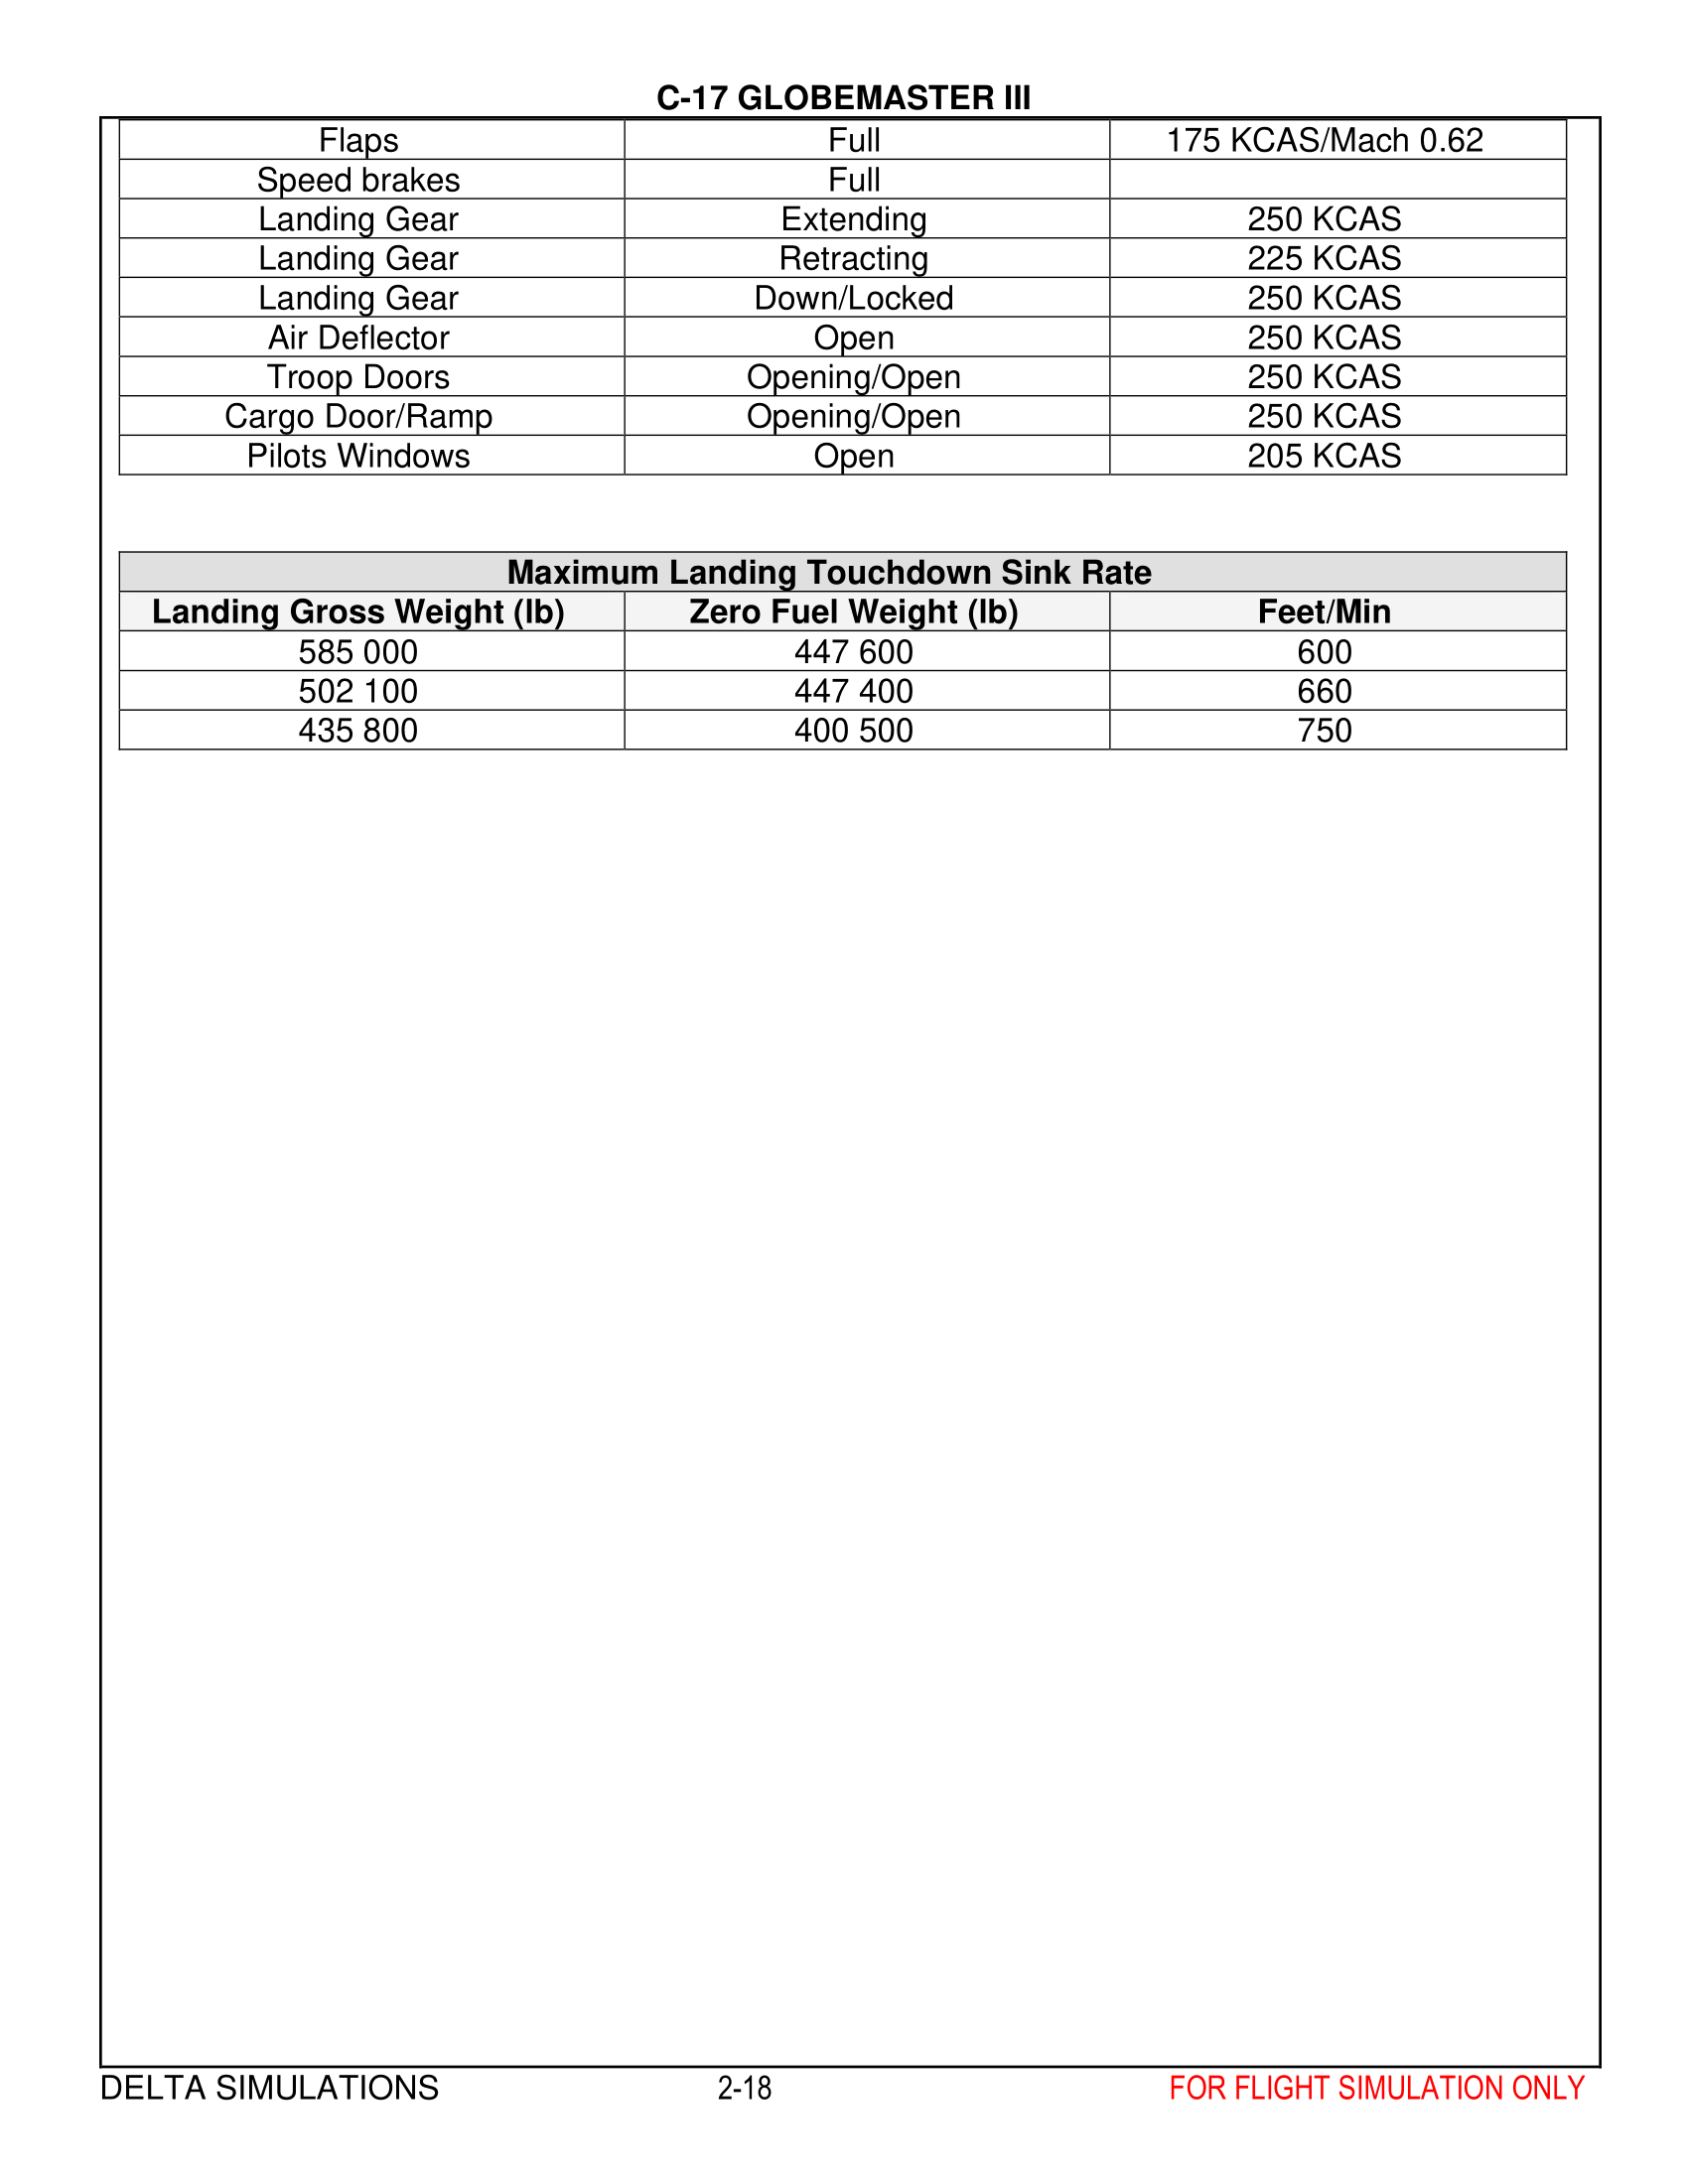 C-17 GLOBEMASTER III
Flaps Full 175 KCAS/Mach 0.62
Speed brakes Full
Landing Gear Extending 250 KCAS
Landing Gear Retracting 225 KCAS
Landing Gear Down/Locked 250 KCAS
Air Deflector Open 250 KCAS
Troop Doors Opening/Open 250 KCAS
Cargo Door/Ramp Opening/Open 250 KCAS
Pilots Windows Open 205 KCAS
Maximum Landing Touchdown Sink Rate
Landing Gross Weight (lb) Zero Fuel Weight (lb) Feet/Min
585 000 447 600 600
502 100 447 400 660
435 800 400 500 750
DELTA SIMULATIONS 2-18 FOR FLIGHT SIMULATION ONLY